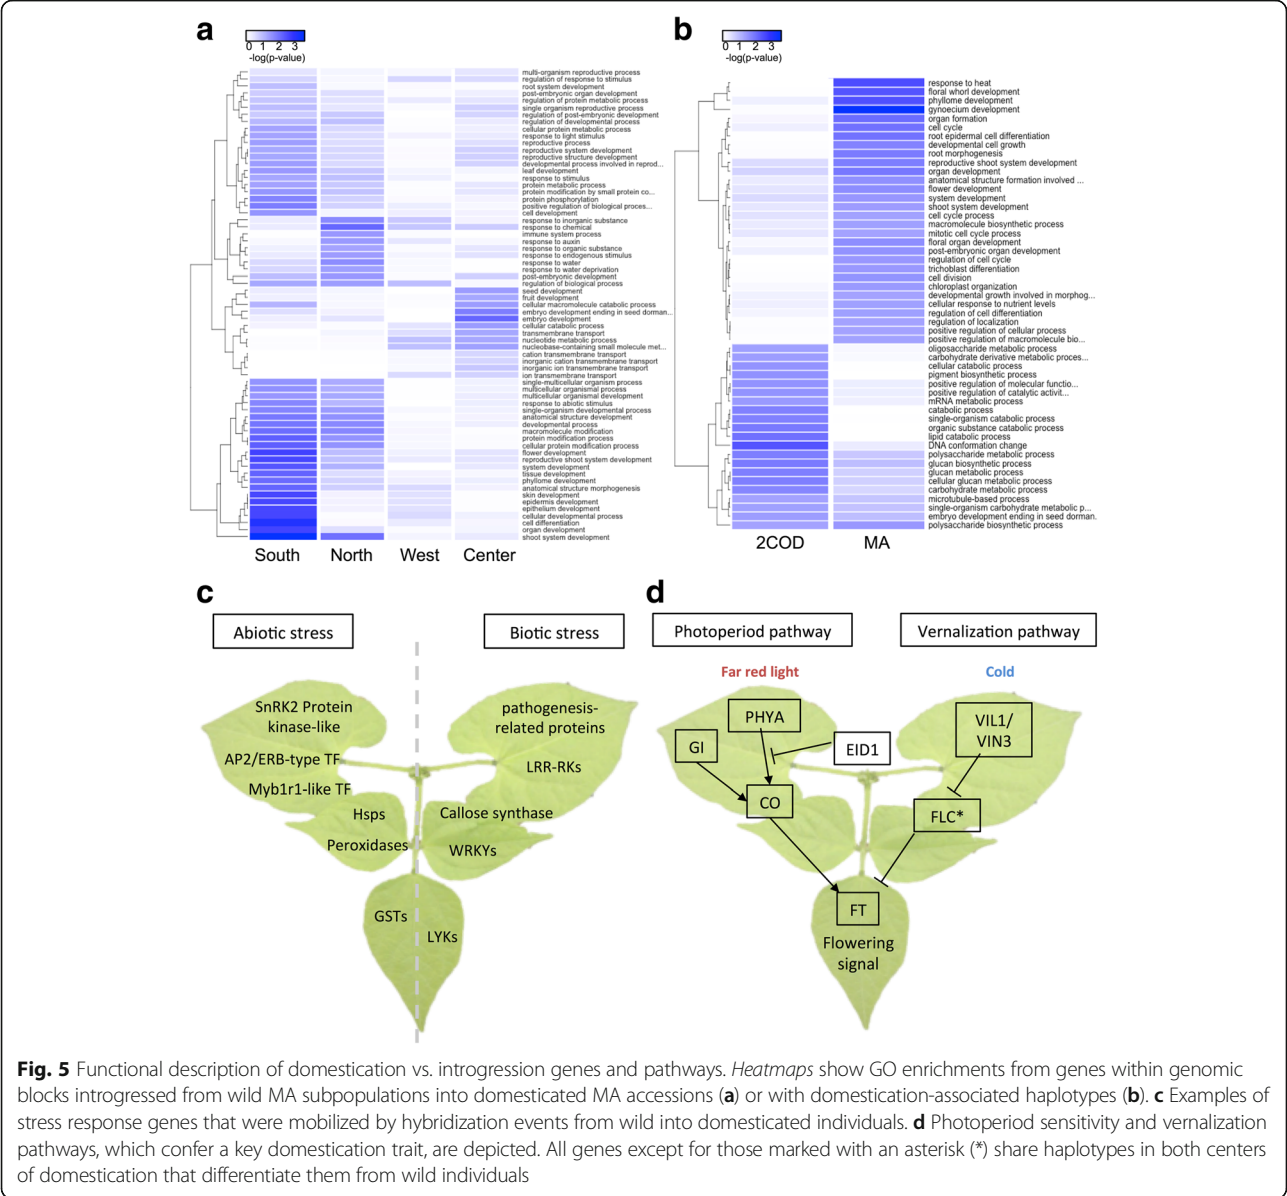 a
0 1 2 3
-log(p-value)
multi-organism reproductive process
regulation of response to stimulus
root system development
post-embryonic organ development
regulation of protein metabolic process
single organism reproductive process
regulation of post-embryonic development
regulation of developmental process
cellular protein metabolic process
response to light stimulus
reproductive process
reproductive system development
reproductive structure development
developmental process involved in reprod...
leaf development
response to stimulus
protein metabolic process
protein modification by small protein co...
protein phosphorylation
positive regulation of biological proces...
cell development
response to inorganic substance
response to chemical
immune system process
response to auxin
response to organic substance
response to endogenous stimulus
response to water
response to water deprivation
post-embryonic development
regulation of biological process
seed development
fruit development
cellular macromolecule catabolic process
embryo development ending in seed dorman...
embryo development
cellular catabolic process
transmembrane transport
nucleotide metabolic process
nucleobase-containing small molecule met...
cation transmembrane transport
inorganic cation transmembrane transport
inorganic ion transmembrane transport
ion transmembrane transport
single-multicellular organism process
multicellular organismal process
multicellular organismal development
response to abiotic stimulus
single-organism developmental process
anatomical structure development
developmental process
macromolecule modification
protein modification process
cellular protein modification process
flower development
reproductive shoot system development
system development
tissue development
phyllome development
anatomical structure morphogenesis
skin development
epidermis development
epithelium development
cellular developmental process
cell differentiation
organ development
shoot system development
South North West Center
b
0 1 2 3
-log(p-value)
response to heat
floral whorl development
phyllome development
gynoecium development
organ formation
cell cycle
root epidermal cell differentiation
developmental cell growth
root morphogenesis
reproductive shoot system development
organ development
anatomical structure formation involved ...
flower development
system development
shoot system development
cell cycle process
macromolecule biosynthetic process
mitotic cell cycle process
floral organ development
post-embryonic organ development
regulation of cell cycle
trichoblast differentiation
cell division
chloroplast organization
developmental growth involved in morphog...
cellular response to nutrient levels
regulation of cell differentiation
regulation of localization
positive regulation of cellular process
positive regulation of macromolecule bio...
oligosaccharide metabolic process
carbohydrate derivative metabolic proces...
cellular catabolic process
pigment biosynthetic process
positive regulation of molecular functio...
positive regulation of catalytic activit...
mRNA metabolic process
catabolic process
single-organism catabolic process
organic substance catabolic process
lipid catabolic process
DNA conformation change
polysaccharide metabolic process
glucan biosynthetic process
glucan metabolic process
cellular glucan metabolic process
carbohydrate metabolic process
microtubule-based process
single-organism carbohydrate metabolic p...
embryo development ending in seed dorman.
polysaccharide biosynthetic process
2COD MA
c
Abiotic stress
Biotic stress
SnRK2 Protein
kinase-like
AP2/ERB-type TF
Myb1r1-like TF
Hsps
Peroxidases
GSTs
pathogenesis-
related proteins
LRR-RKs
Callose synthase
WRKYs
LYKs
d
Photoperiod pathway
Vernalization pathway
Far red light
Cold
PHYA
GI
EID1
CO
VIL1/
VIN3
FLC*
FT
Flowering
signal
Fig. 5 Functional description of domestication vs. introgression genes and pathways. Heatmaps show GO enrichments from genes within genomic
blocks introgressed from wild MA subpopulations into domesticated MA accessions (a) or with domestication-associated haplotypes (b). c Examples of
stress response genes that were mobilized by hybridization events from wild into domesticated individuals. d Photoperiod sensitivity and vernalization
pathways, which confer a key domestication trait, are depicted. All genes except for those marked with an asterisk (*) share haplotypes in both centers
of domestication that differentiate them from wild individuals